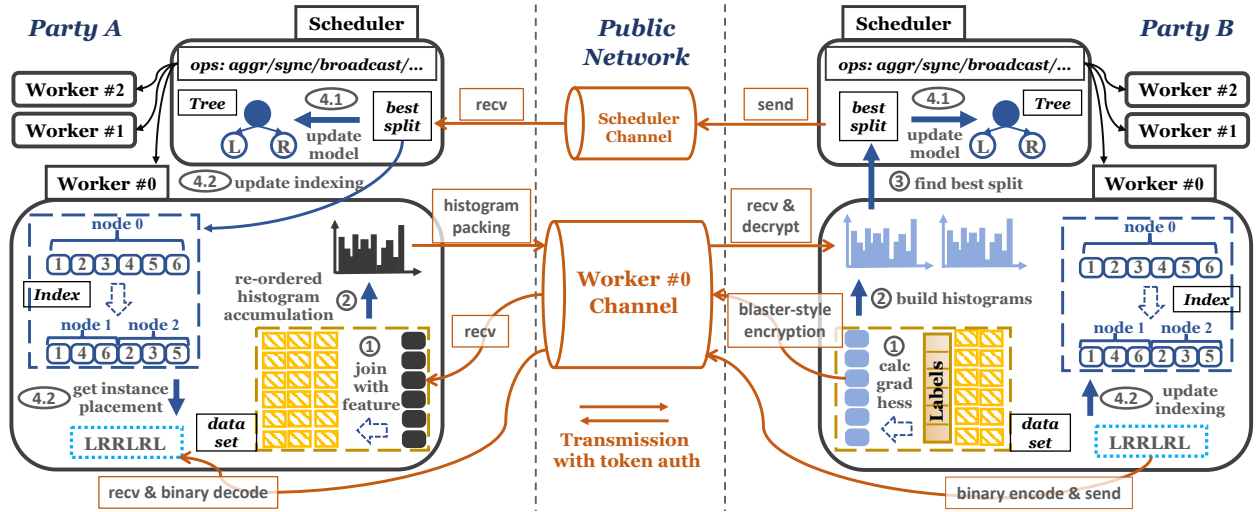 Party A
Scheduler
ops: aggr/sync/broadcast/...
Worker #2
Worker #1
Tree
4.1
best
split
L
R
update
model
Worker #0
4.2 update indexing
node 0
1 2 3 4 5 6
Index
node 1 node 2
1 4 6 2 3 5
4.2 get instance
placement
LRRLRL
re-ordered
histogram
accumulation
2
1
join
with
feature
data
set
recv & binary decode
Public
Network
recv
send
Scheduler
Channel
histogram
packing
recv &
decrypt
Worker #0
Channel
recv
blaster-style
encryption
Transmission
with token auth
Party B
Scheduler
ops: aggr/sync/broadcast/...
Worker #2
Worker #1
best
split
4.1
Tree
update
model
L
R
3 find best split
Worker #0
2 build histograms
1
calc
grad
hess
Labels
data
set
node 0
1 2 3 4 5 6
Index
node 1 node 2
1 4 6 2 3 5
4.2 update
indexing
LRRLRL
binary encode & send